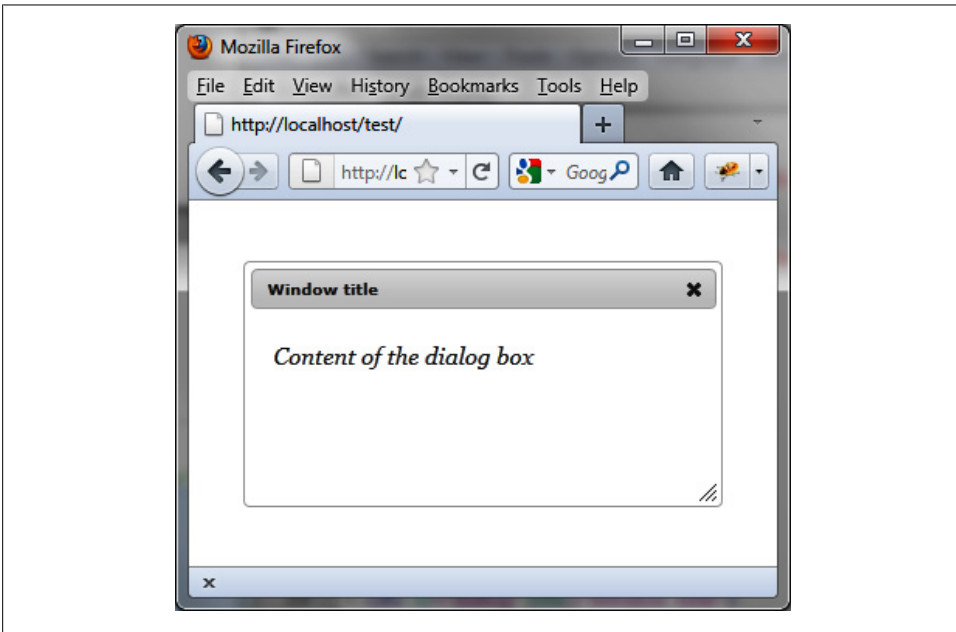 Mozilla Firefox
File Edit View History Bookmarks Tools Help
http://localhost/test/
http://lc Goog
Window title
Content of the dialog box